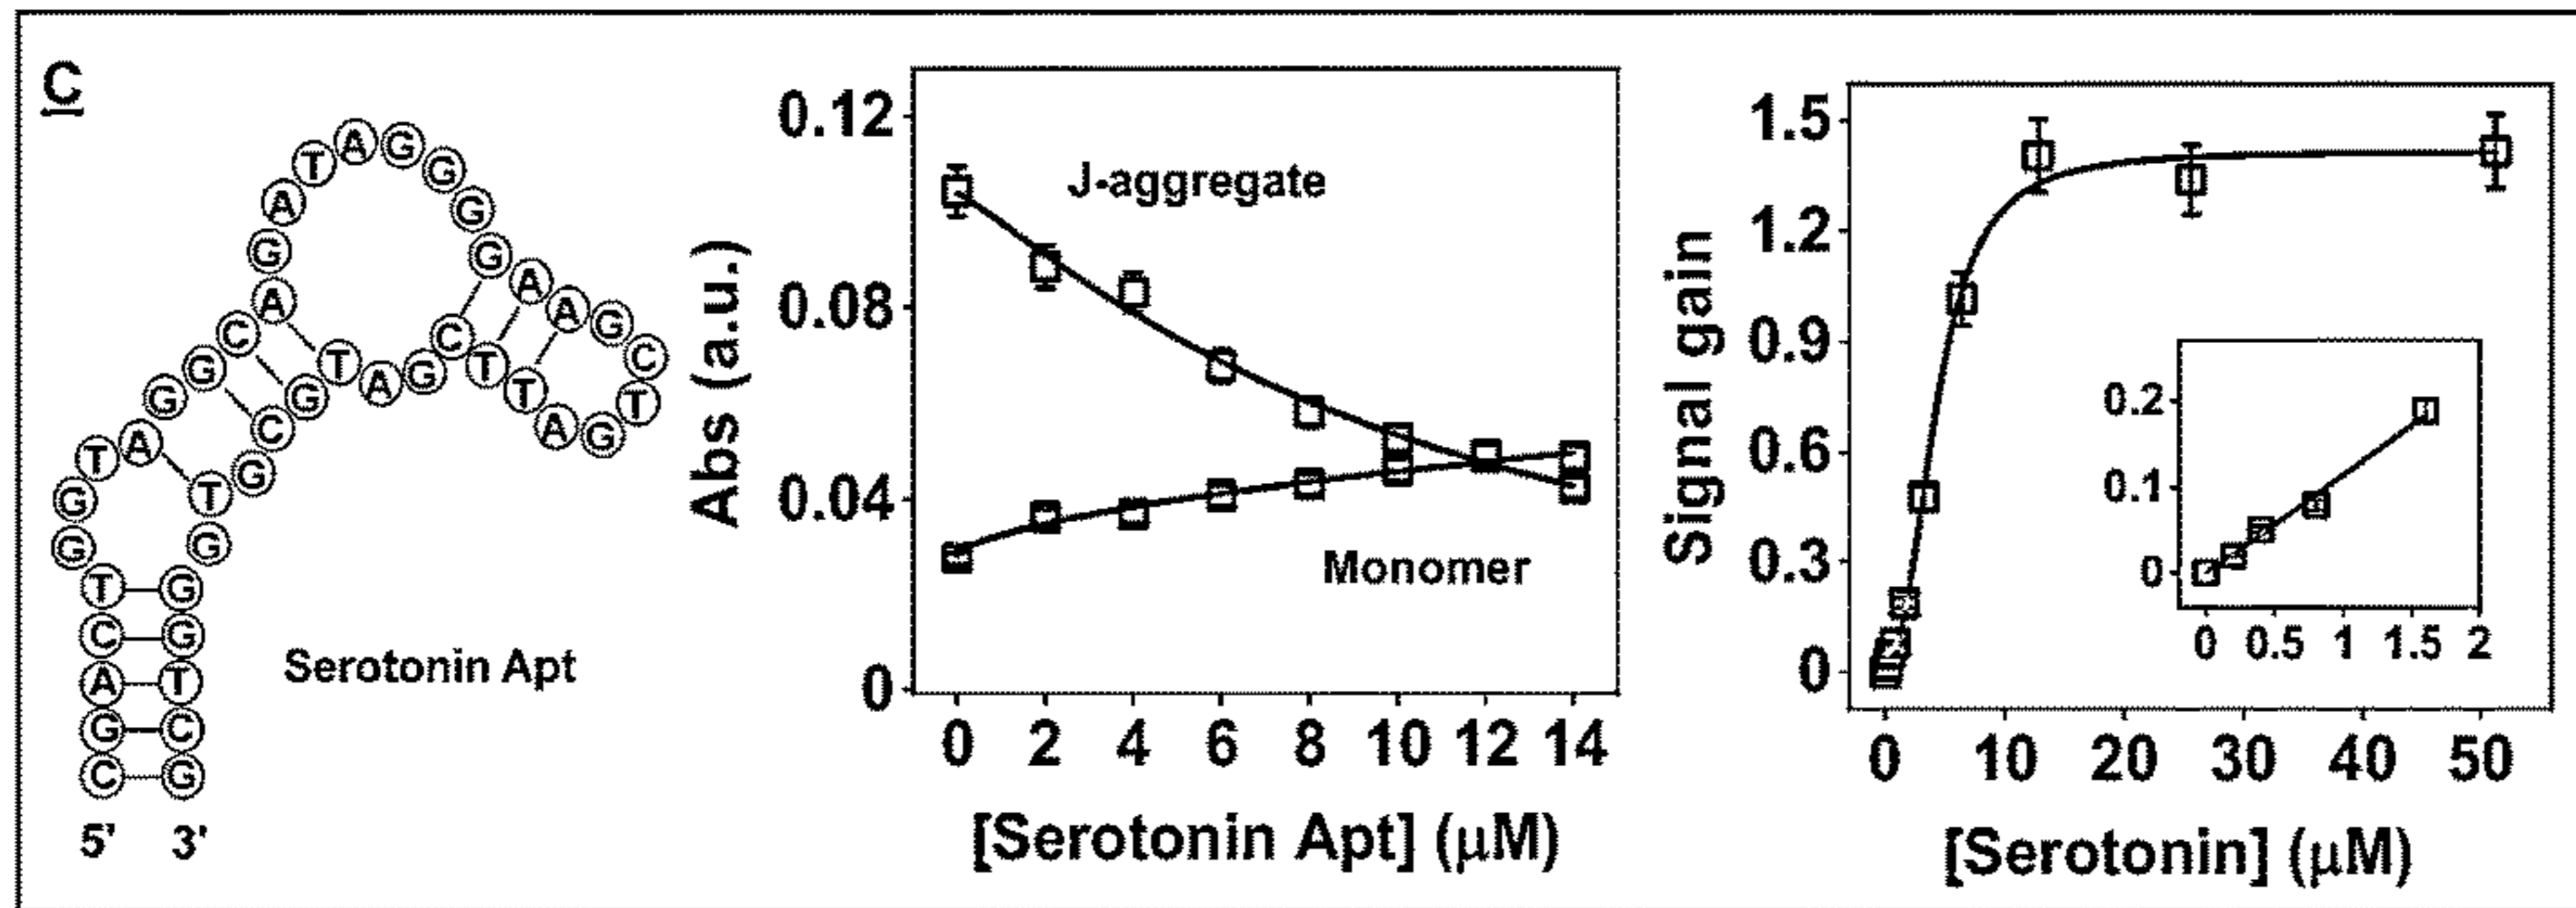 C
C G A C T G G T A G G C A G A T A G G G G A A G C T G A T T C G A T G C G T G G G T C G
5' 3'
Serotonin Apt
Abs (a.u.)
0.12
0.08
0.04
0
J-aggregate
Monomer
0 2 4 6 8 10 12 14
[Serotonin Apt] (μM)
Signal gain
1.5
1.2
0.9
0.6
0.3
0
0.2
0.1
0
0 0.5 1 1.5 2
0 10 20 30 40 50
[Serotonin] (μM)